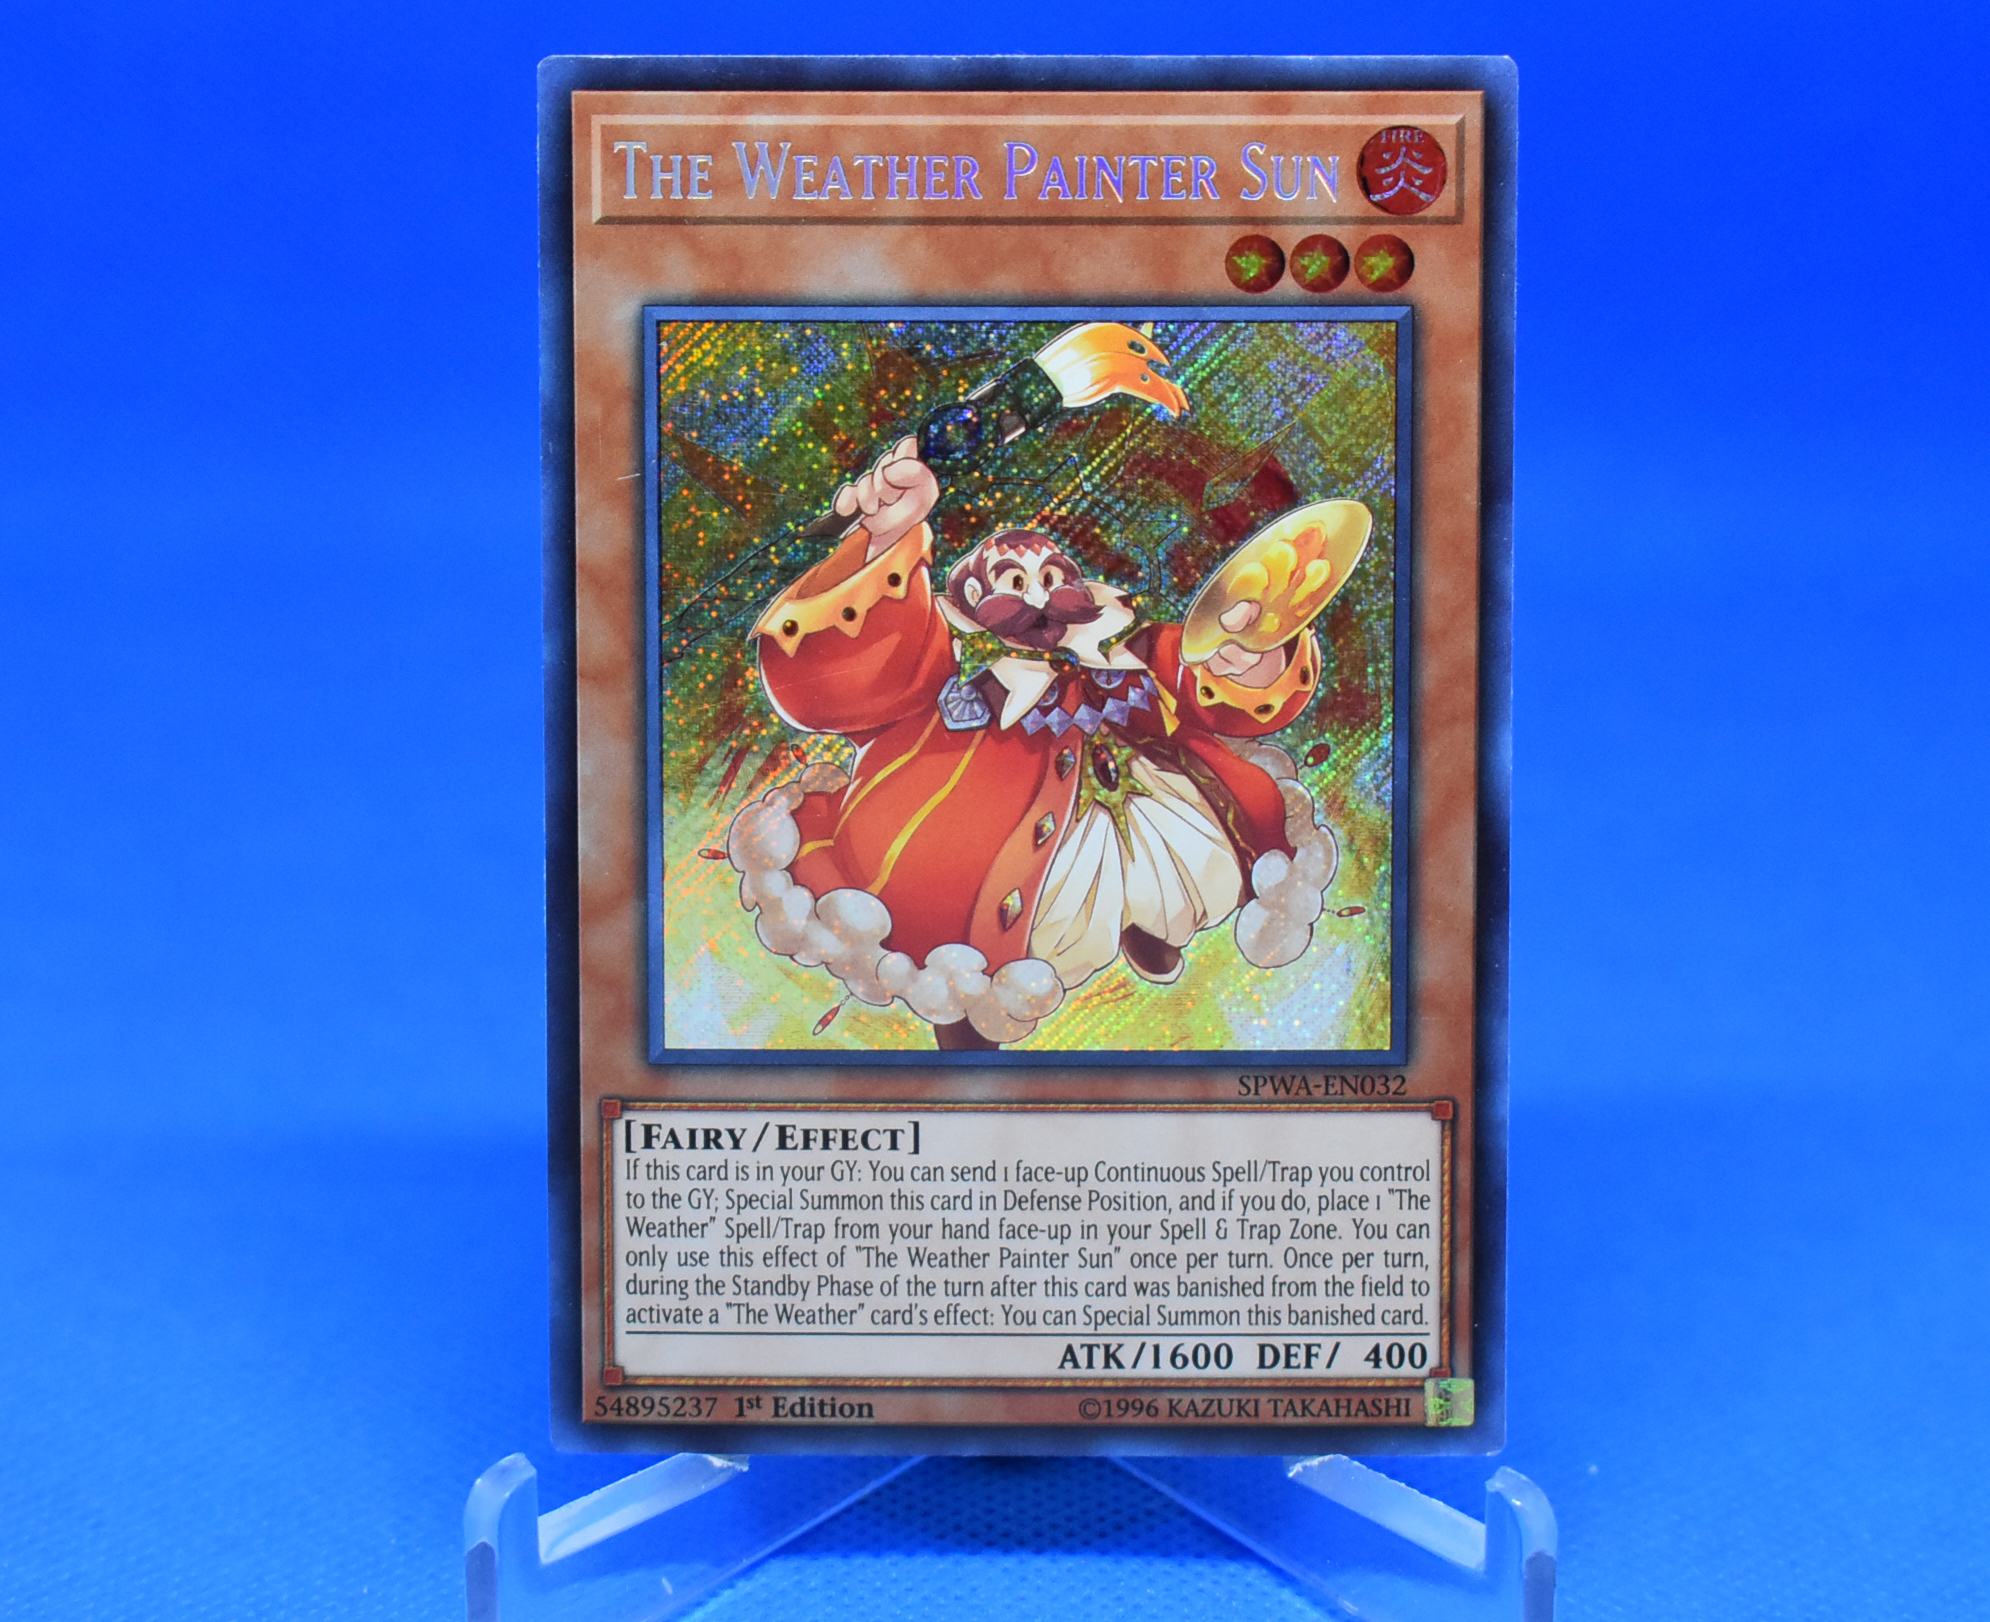 The Weather Painter Sun
FIRE
炎
SPWA-EN032
[Fairy/Effect]
If this card is in your GY: You can send 1 face-up Continuous Spell/Trap you control
to the GY; Special Summon this card in Defense Position, and if you do, place 1 "The
Weather" Spell/Trap from your hand face-up in your Spell & Trap Zone. You can
only use this effect of "The Weather Painter Sun" once per turn. Once per turn,
during the Standby Phase of the turn after this card was banished from the field to
activate a "The Weather" card's effect: You can Special Summon this banished card.
ATK/1600 DEF/ 400
54895237 1st Edition ©1996 KAZUKI TAKAHASHI